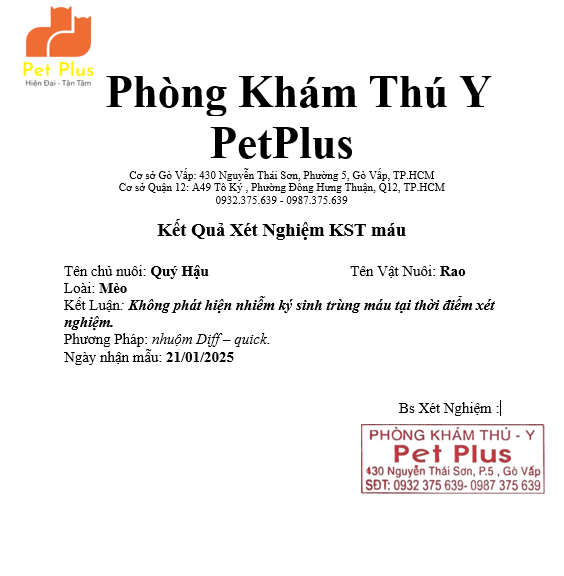 Pet Plus
Hiện Đại - Tận Tâm
Phòng Khám Thú Y
PetPlus
Cơ sở Gò Vấp: 430 Nguyễn Thái Sơn, Phường 5, Gò Vấp, TP.HCM
Cơ sở Quận 12: A49 Tô Ký , Phường Đông Hưng Thuận, Q12, TP.HCM
0932.375.639 - 0987.375.639
Kết Quả Xét Nghiệm KST máu
Tên chủ nuôi: Quý Hậu Tên Vật Nuôi: Rao
Loài: Mèo
Kết Luận: Không phát hiện nhiễm ký sinh trùng máu tại thời điểm xét
nghiệm.
Phương Pháp: nhuộm Diff – quick.
Ngày nhận mẫu: 21/01/2025
Bs Xét Nghiệm :
PHÒNG KHÁM THÚ - Y
Pet Plus
430 Nguyễn Thái Sơn, P.5 , Gò Vấp
SĐT: 0932 375 639- 0987 375 639